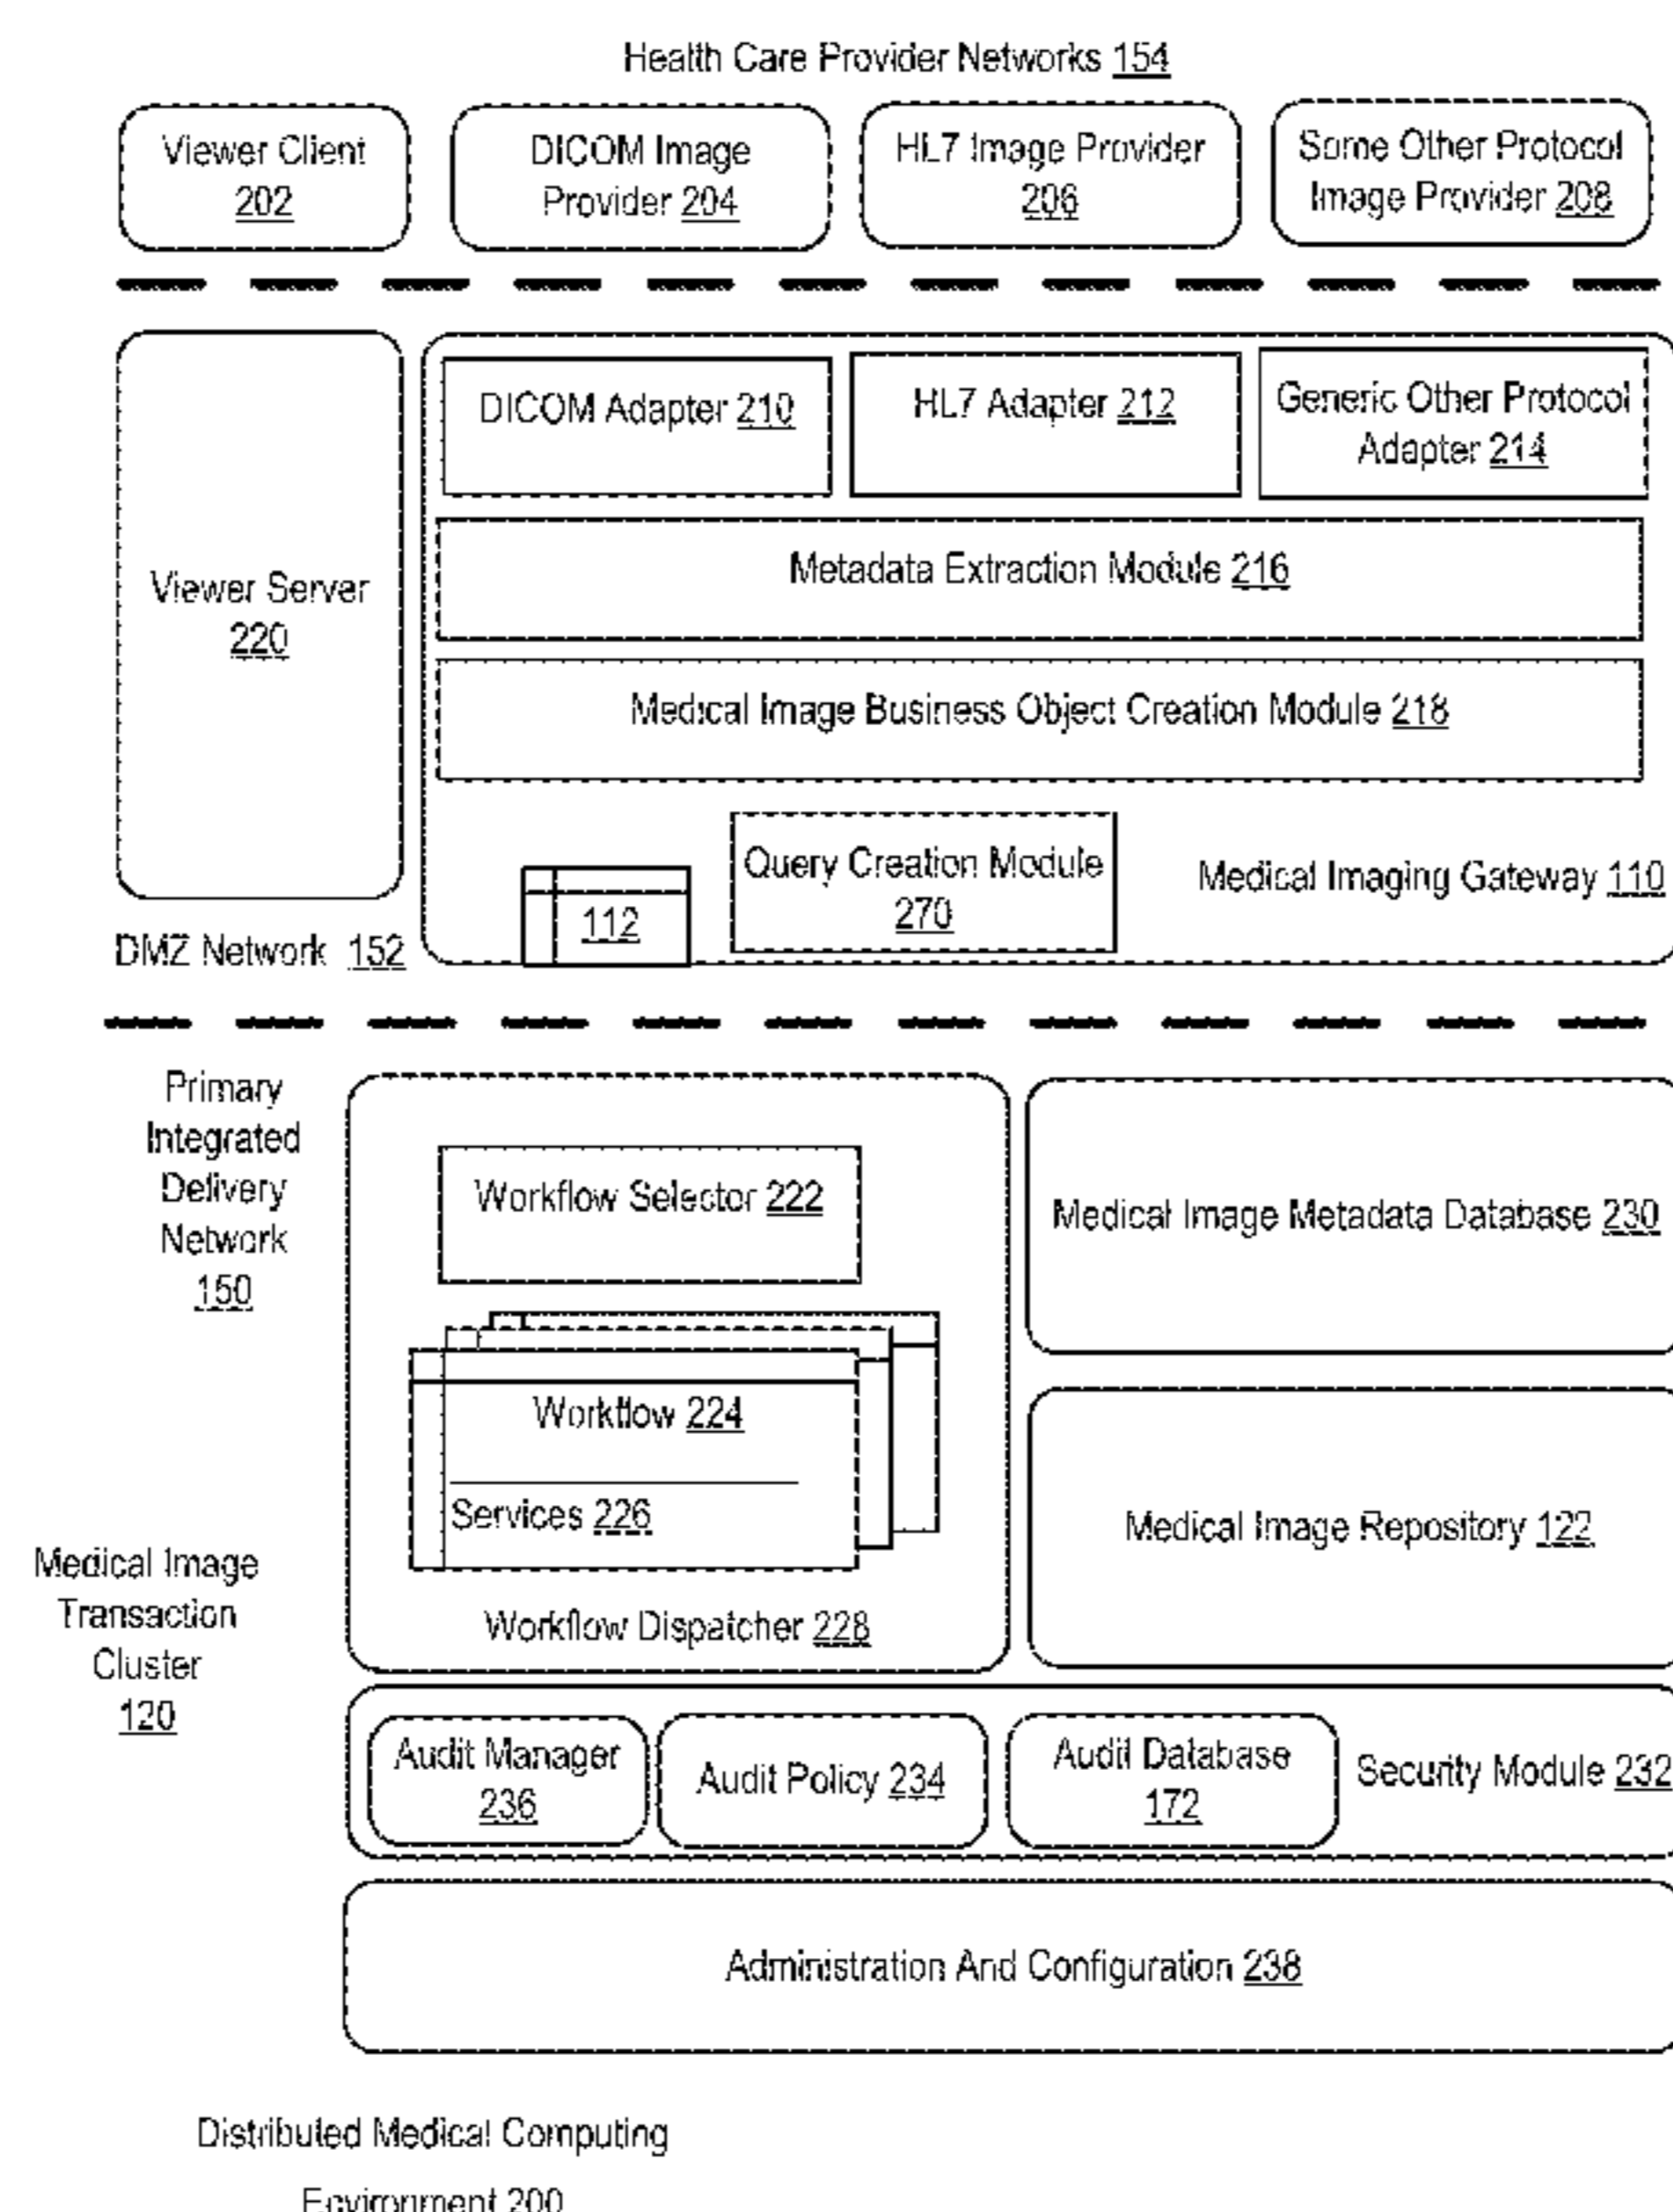 Health Care Provider Networks 154
Viewer Client
202
DICOM Image
Provider 204
HL7 Image Provider
206
Some Other Protocol
Image Provider 208
Viewer Server
220
DICOM Adapter 210
HL7 Adapter 212
Generic Other Protocol
Adapter 214
Metadata Extraction Module 216
Medical Image Business Object Creation Module 218
112
Query Creation Module
270
Medical Imaging Gateway 110
DMZ Network 152
Primary
Integrated
Delivery
Network
150
Workflow Selector 222
Workflow 224
Services 226
Workflow Dispatcher 228
Medical Image Metadata Database 230
Medical Image Repository 122
Medical Image
Transaction
Cluster
120
Audit Manager
236
Audit Policy 234
Audit Database
172
Security Module 232
Administration And Configuration 238
Distributed Medical Computing
Environment 200